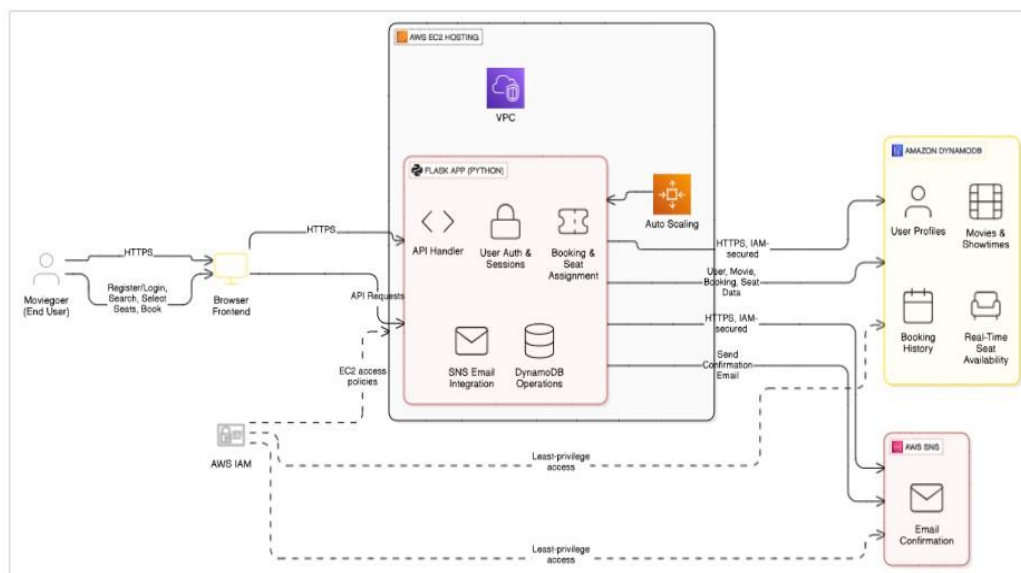 AWS EC2 HOSTING
VPC
FLASK APP (PYTHON)
API Handler
User Auth &
Sessions
Booking &
Seat
Assignment
SNS Email
Integration
DynamoDB
Operations
Auto Scaling
HTTPS
Moviegoer
(End User)
Register/Login,
Search, Select
Seats, Book
Browser
Frontend
HTTPS
API Requests
EC2 access
policies
AWS IAM
HTTPS, IAM-
secured
User, Movie,
Booking, Seat
Data
HTTPS, IAM-
secured
Send
Confirmation
Email
Least-privilege
access
Least-privilege
access
AMAZON DYNAMODB
User Profiles
Movies &
Showtimes
Booking
History
Real-Time
Seat
Availability
AWS SNS
Email
Confirmation